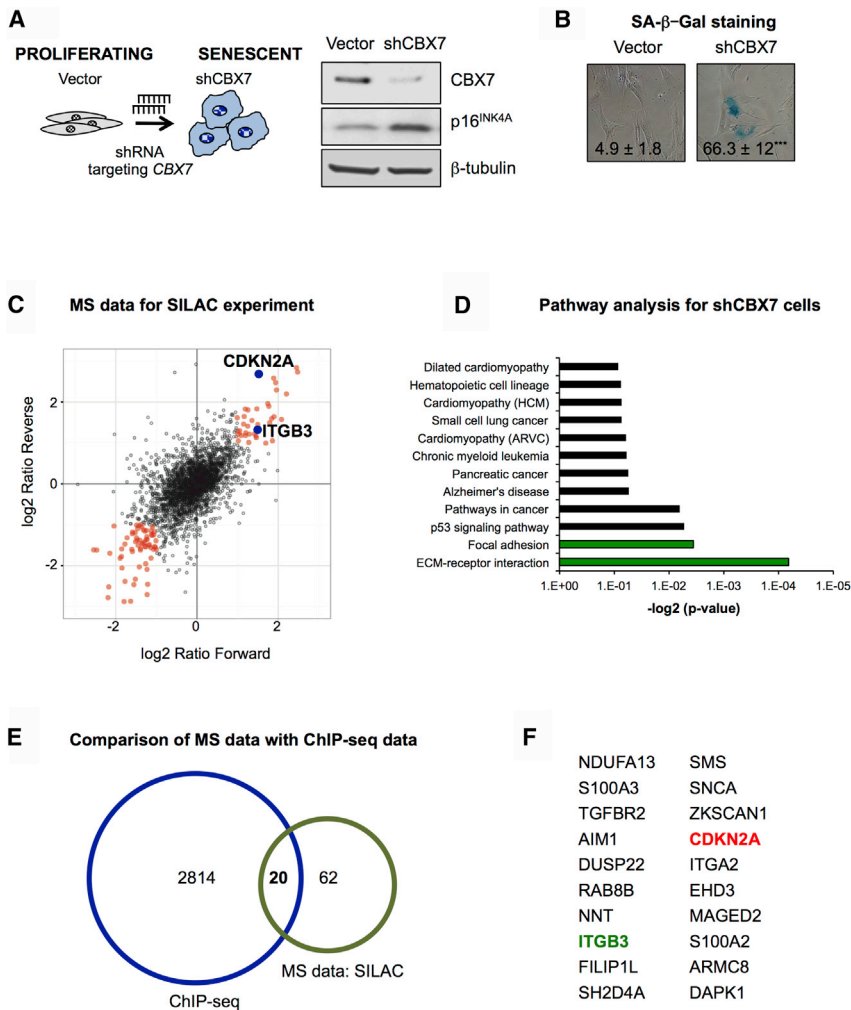 A
PROLIFERATING
SENESCENT
Vector
shCBX7
shRNA
targeting CBX7
Vector shCBX7
CBX7
p16INK4A
β-tubulin
B
SA-β-Gal staining
Vector
shCBX7
4.9 ± 1.8
66.3 ± 12***
C
MS data for SILAC experiment
CDKN2A
ITGB3
log2 Ratio Reverse
2
0
-2
-2
0
2
log2 Ratio Forward
D
Pathway analysis for shCBX7 cells
Dilated cardiomyopathy
Hematopoietic cell lineage
Cardiomyopathy (HCM)
Small cell lung cancer
Cardiomyopathy (ARVC)
Chronic myeloid leukemia
Pancreatic cancer
Alzheimer's disease
Pathways in cancer
p53 signaling pathway
Focal adhesion
ECM-receptor interaction
1.E+00 1.E-01 1.E-02 1.E-03 1.E-04 1.E-05
-log2 (p-value)
E
Comparison of MS data with ChIP-seq data
2814
20
62
MS data: SILAC
ChIP-seq
F
NDUFA13 SMS
S100A3 SNCA
TGFBR2 ZKSCAN1
AIM1 CDKN2A
DUSP22 ITGA2
RAB8B EHD3
NNT MAGED2
ITGB3 S100A2
FILIP1L ARMC8
SH2D4A DAPK1